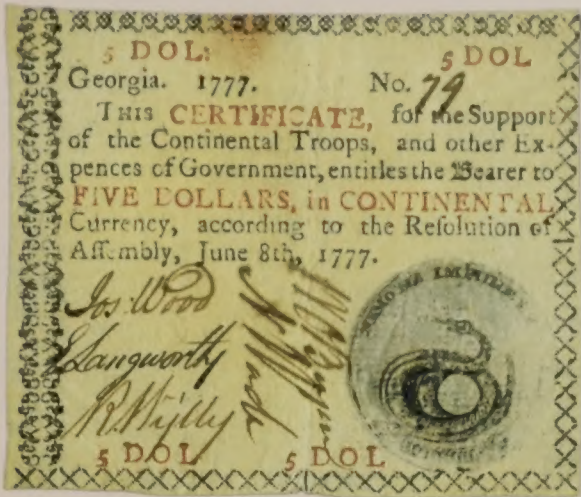 5 DOL: 5 DOL
Georgia. 1777. No. 79
THIS CERTIFICATE, for the Support
of the Continental Troops, and other Ex-
pences of Government, entitles the Bearer to
FIVE DOLLARS, in CONTINENTAL
Currency, according to the Resolution of
Assembly, June 8th, 1777.
Jos: Wood
E Langworthy
R Wylly
N Wade
5 DOL 5 DOL